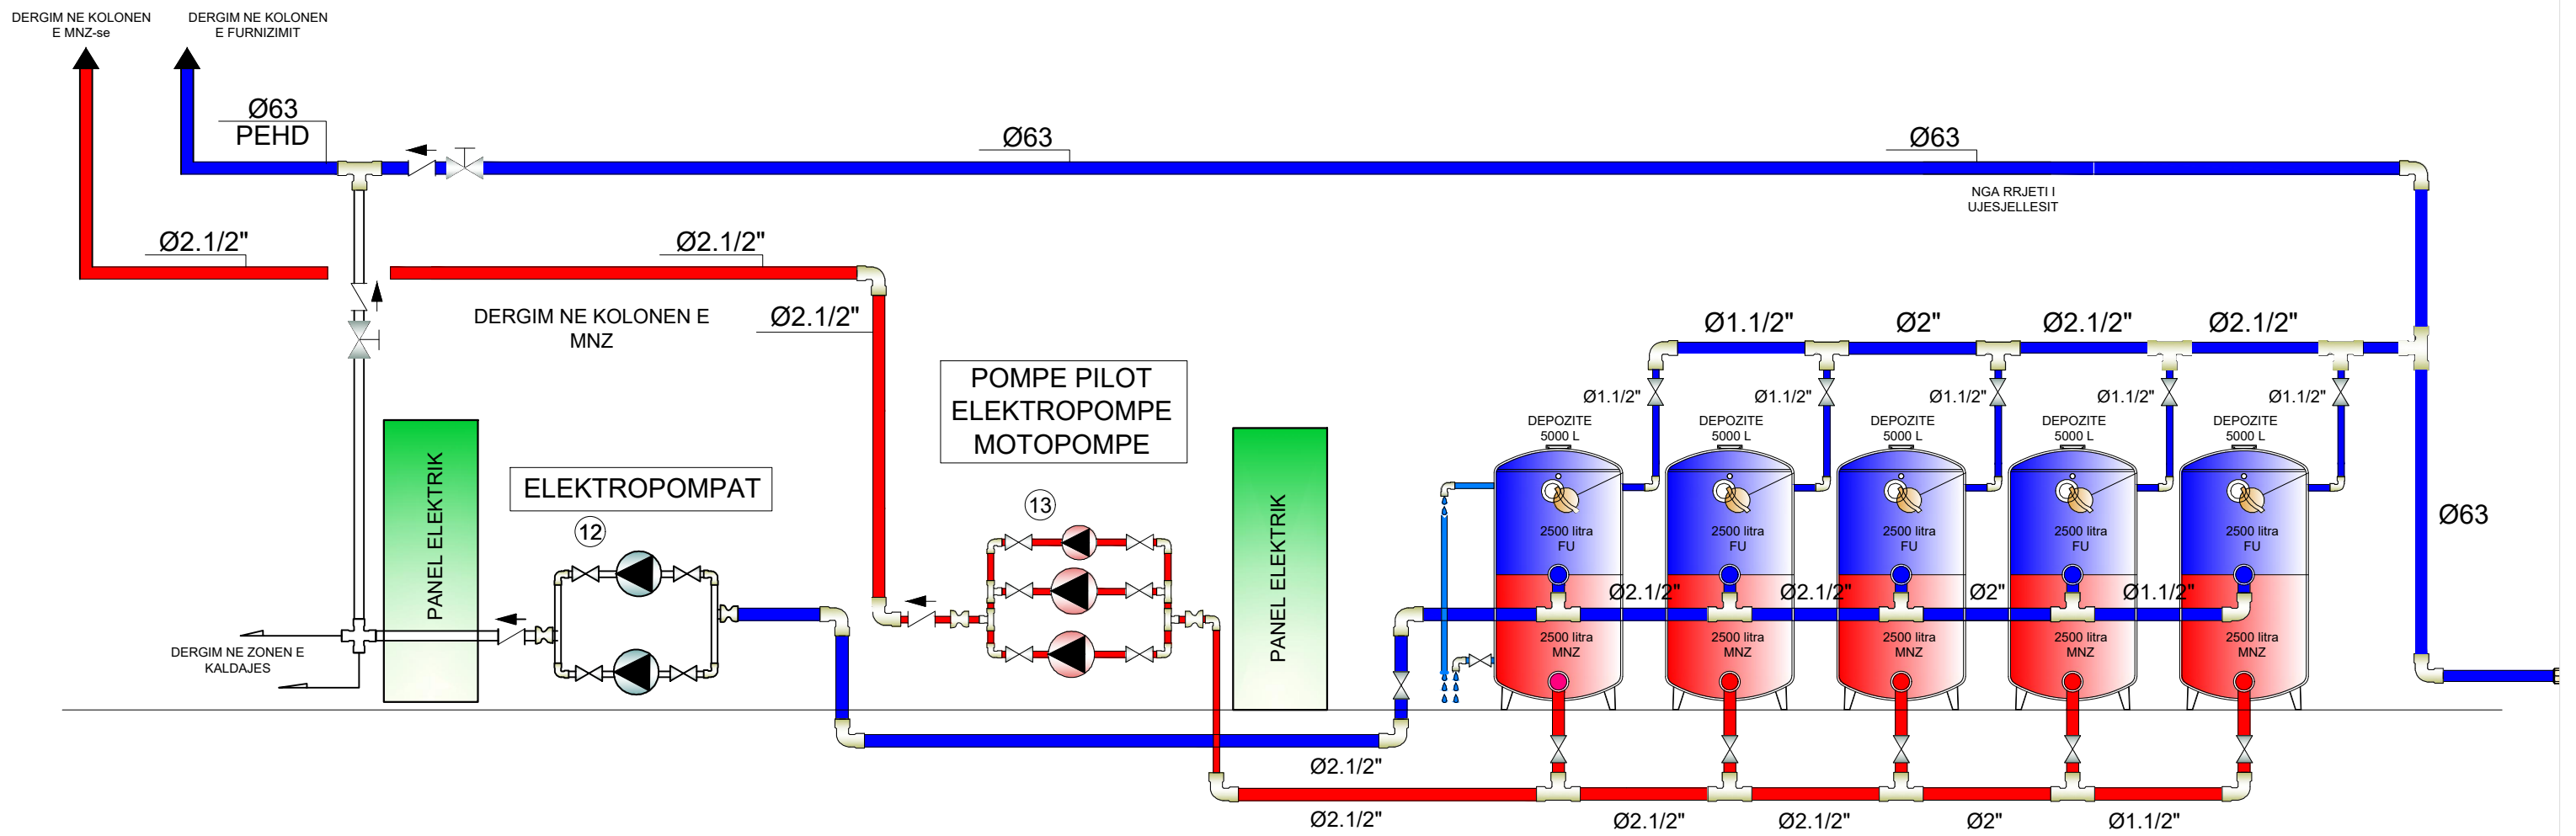 DERGIM NE KOLONEN
E MNZ-se
DERGIM NE KOLONEN
E FURNIZIMIT
Ø63
PEHD
Ø63
Ø63
NGA RRJETI I
UJESJELLESIT
Ø2.1/2"
Ø2.1/2"
DERGIM NE KOLONEN E
MNZ
Ø2.1/2"
Ø1.1/2"
Ø2"
Ø2.1/2"
Ø2.1/2"
POMPE PILOT
ELEKTROPOMPE
MOTOPOMPE
Ø1.1/2"
Ø1.1/2"
Ø1.1/2"
Ø1.1/2"
Ø1.1/2"
DEPOZITE
5000 L
DEPOZITE
5000 L
DEPOZITE
5000 L
DEPOZITE
5000 L
DEPOZITE
5000 L
PANEL ELEKTRIK
ELEKTROPOMPAT
12
13
PANEL ELEKTRIK
Ø63
2500 litra
FU
2500 litra
FU
2500 litra
FU
2500 litra
FU
2500 litra
FU
Ø2.1/2"
Ø2.1/2"
Ø2"
Ø1.1/2"
2500 litra
MNZ
2500 litra
MNZ
2500 litra
MNZ
2500 litra
MNZ
2500 litra
MNZ
DERGIM NE ZONEN E
KALDAJES
Ø2.1/2"
Ø2.1/2"
Ø2.1/2"
Ø2.1/2"
Ø2"
Ø1.1/2"